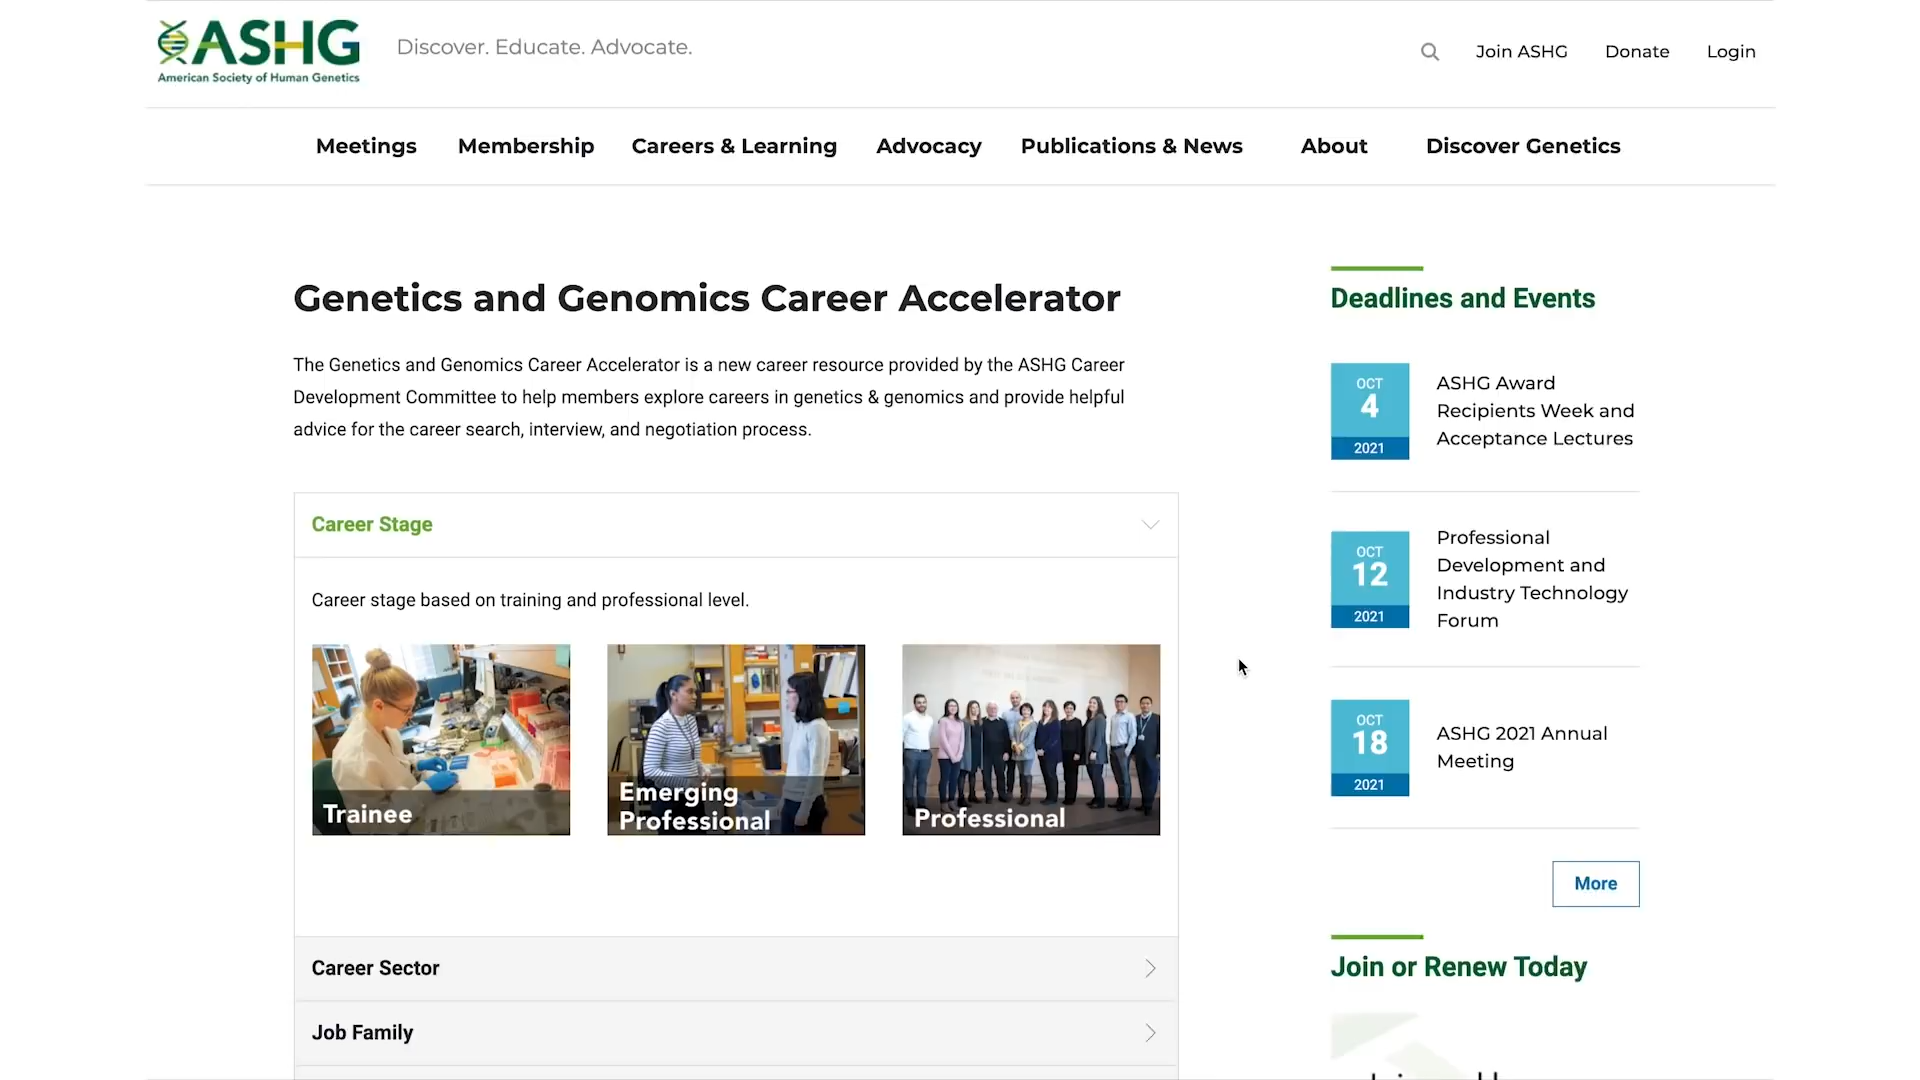 ASHG
American Society of Human Genetics
Discover. Educate. Advocate.
Join ASHG
Donate
Login
Meetings
Membership
Careers & Learning
Advocacy
Publications & News
About
Discover Genetics
Genetics and Genomics Career Accelerator
The Genetics and Genomics Career Accelerator is a new career resource provided by the ASHG Career
Development Committee to help members explore careers in genetics & genomics and provide helpful
advice for the career search, interview, and negotiation process.
Career Stage
Career stage based on training and professional level.
Trainee
Emerging
Professional
Professional
Career Sector
Job Family
Deadlines and Events
OCT
4
2021
ASHG Award
Recipients Week and
Acceptance Lectures
OCT
12
2021
Professional
Development and
Industry Technology
Forum
OCT
18
2021
ASHG 2021 Annual
Meeting
More
Join or Renew Today